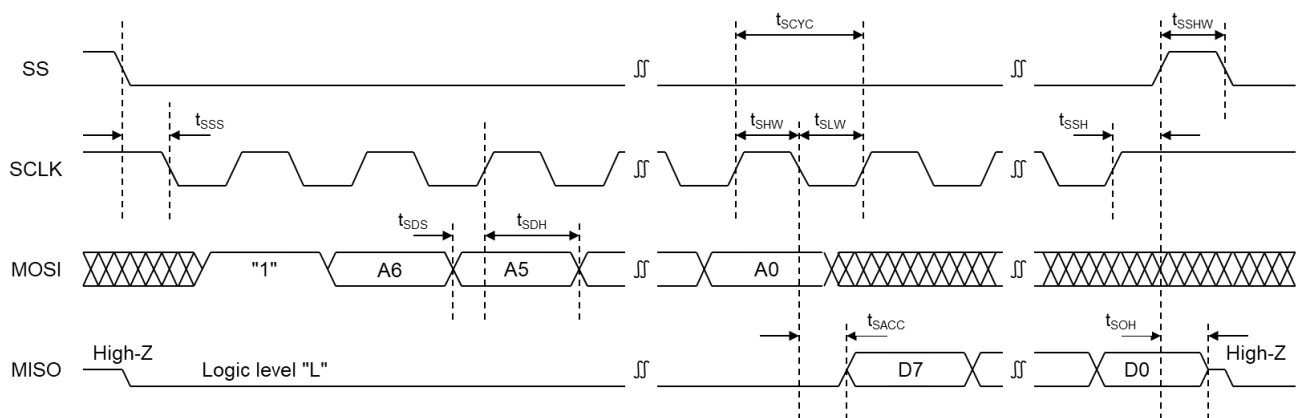 tSCYC
tSSHW
SS
tSSS
tSHW
tSLW
tSSH
SCLK
tSDS
tSDH
MOSI
"1"
A6
A5
A0
tSACC
tSOH
High-Z
High-Z
MISO
Logic level "L"
D7
D0